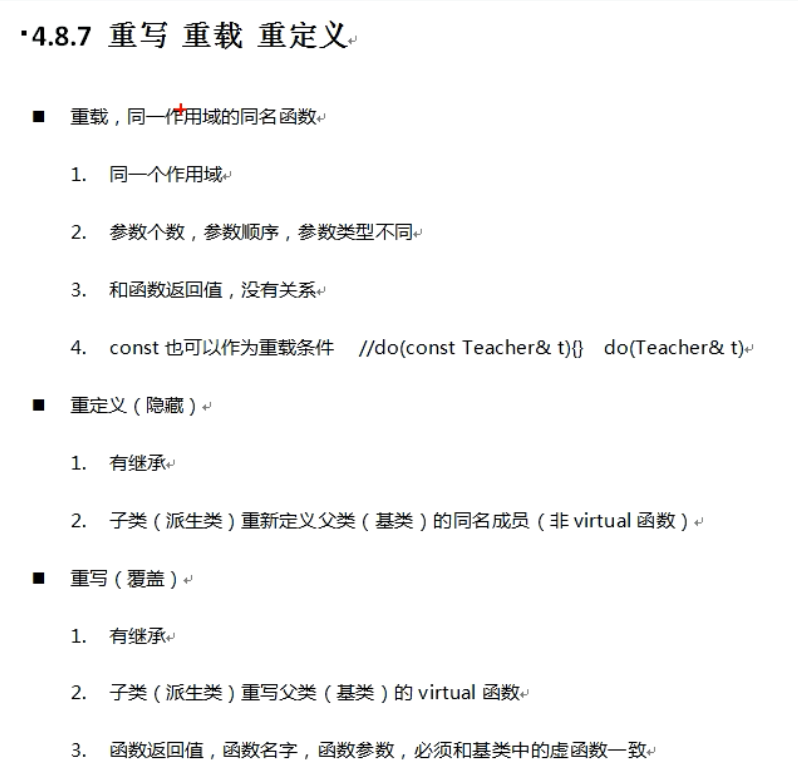 4.8.7 重写 重载 重定义
■ 重载，同一作用域的同名函数
1. 同一个作用域
2. 参数个数，参数顺序，参数类型不同
3. 和函数返回值，没有关系
4. const 也可以作为重载条件 //do(const Teacher& t){} do(Teacher& t)
■ 重定义（隐藏）
1. 有继承
2. 子类（派生类）重新定义父类（基类）的同名成员（非 virtual 函数）
■ 重写（覆盖）
1. 有继承
2. 子类（派生类）重写父类（基类）的 virtual 函数
3. 函数返回值，函数名字，函数参数，必须和基类中的虚函数一致